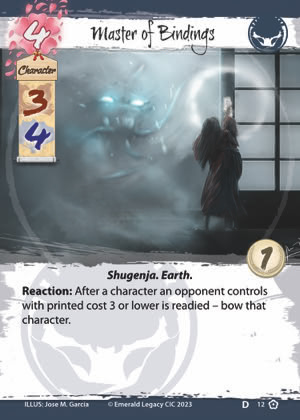 4
Master of Bindings
Character
3
4
1
Shugenja. Earth.
Reaction: After a character an opponent controls
with printed cost 3 or lower is readied – bow that
character.
ILLUS: Jose M. Garcia © Emerald Legacy CIC 2023 D 12